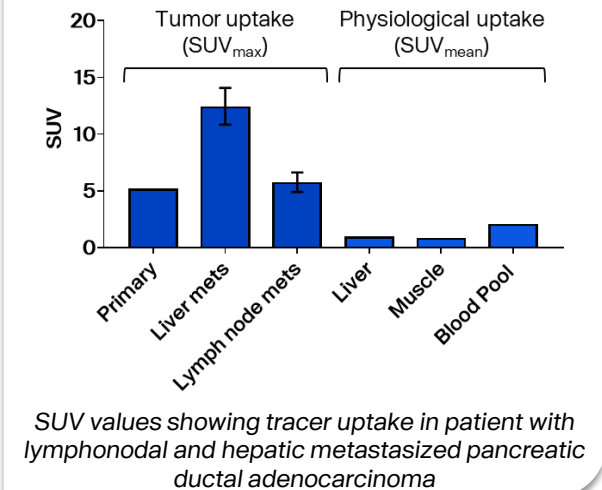 Tumor uptake
(SUVmax)
Physiological uptake
(SUVmean)
SUV
20
15
10
5
0
Primary
Liver mets
Lymph node mets
Liver
Muscle
Blood Pool
SUV values showing tracer uptake in patient with
lymphonodal and hepatic metastasized pancreatic
ductal adenocarcinoma